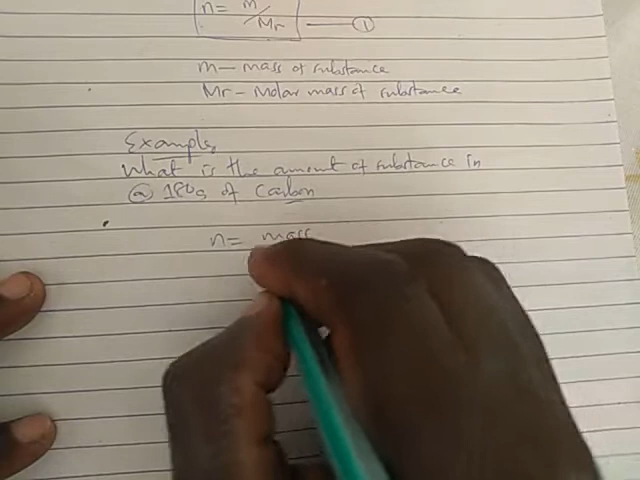 n= m/Mr ——①
m— mass of substance
Mr – Molar mass of substance
Example,
What is the amount of substance in
ⓐ 180g of Carbon
n= mass